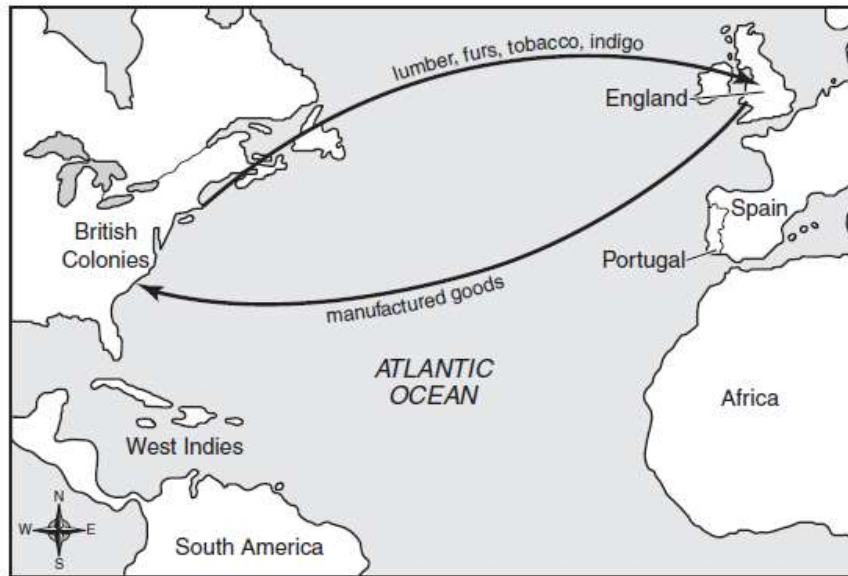 lumber, furs, tobacco, indigo
England
British
Colonies
Spain
Portugal
manufactured goods
ATLANTIC
OCEAN
Africa
West Indies
South America
N
W E
S